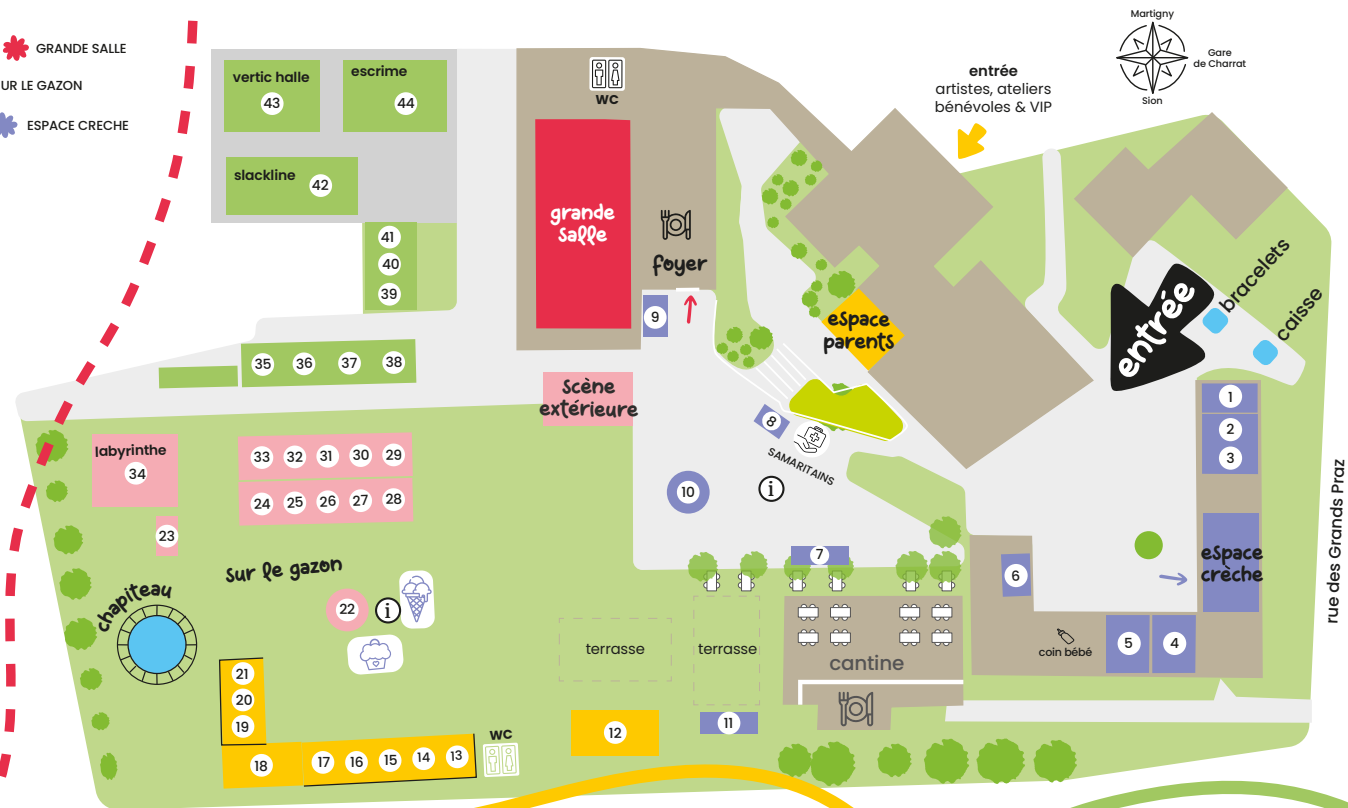 GRANDE SALLE
UR LE GAZON
ESPACE CRECHE
vertic halle
43
escrime
44
slackline
42
41
40
39
35 36 37 38
WC
grande
salle
foyer
9
Scène
extérieure
entrée
artistes, ateliers
bénévoles & VIP
Martigny
Gare
de Charrat
Sion
espace
parents
entrée
bracelets
caisse
1
2
3
8
SAMARITAINS
i
10
7
6
espace
crèche
rue des Grands Praz
coin bébé
5 4
labyrinthe
34
33 32 31 30 29
24 25 26 27 28
23
sur le gazon
chapiteau
22
i
terrasse
terrasse
cantine
11
12
21
20
19
18
17 16 15 14 13
WC